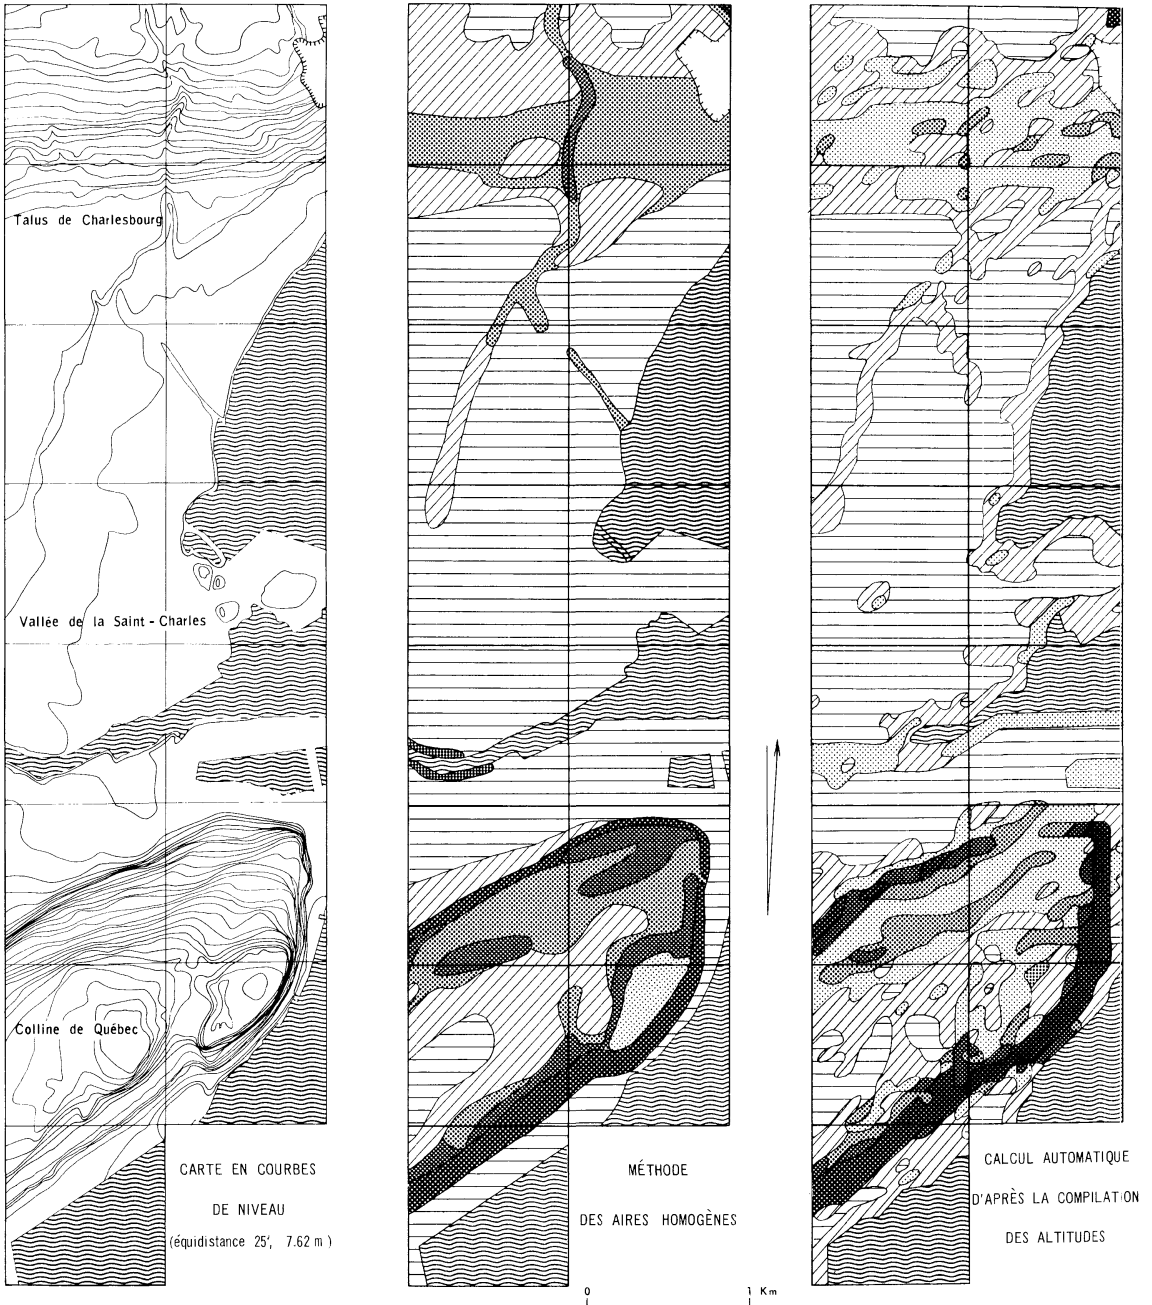 Talus de Charlesbourg
Vallée de la Saint-Charles
Colline de Québec
CARTE EN COURBES
DE NIVEAU
(équidistance 25', 7.62 m)
MÉTHODE
DES AIRES HOMOGÈNES
CALCUL AUTOMATIQUE
D'APRÈS LA COMPILATION
DES ALTITUDES
0 1 Km